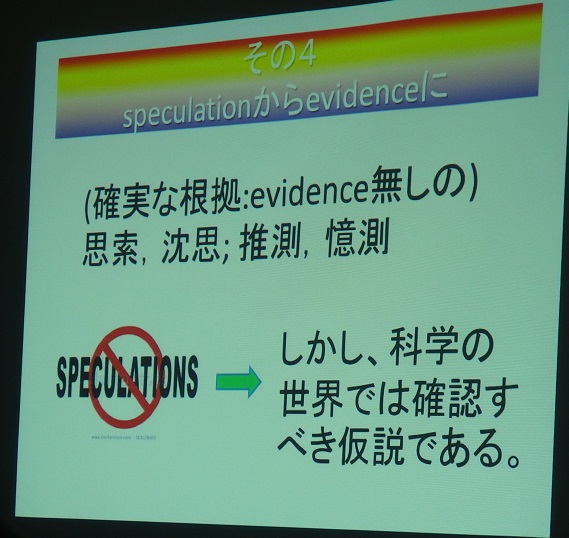 その4
speculationからevidenceに
(確実な根拠:evidence無しの)
思索, 沈思; 推測, 憶測
SPECULATIONS
しかし、科学の
世界では確認す
べき仮説である。